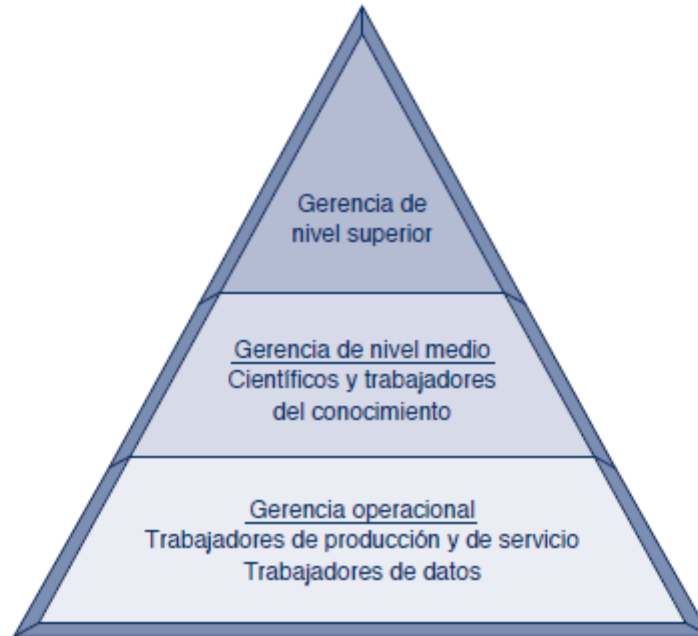 Gerencia de
nivel superior
Gerencia de nivel medio
Científicos y trabajadores
del conocimiento
Gerencia operacional
Trabajadores de producción y de servicio
Trabajadores de datos